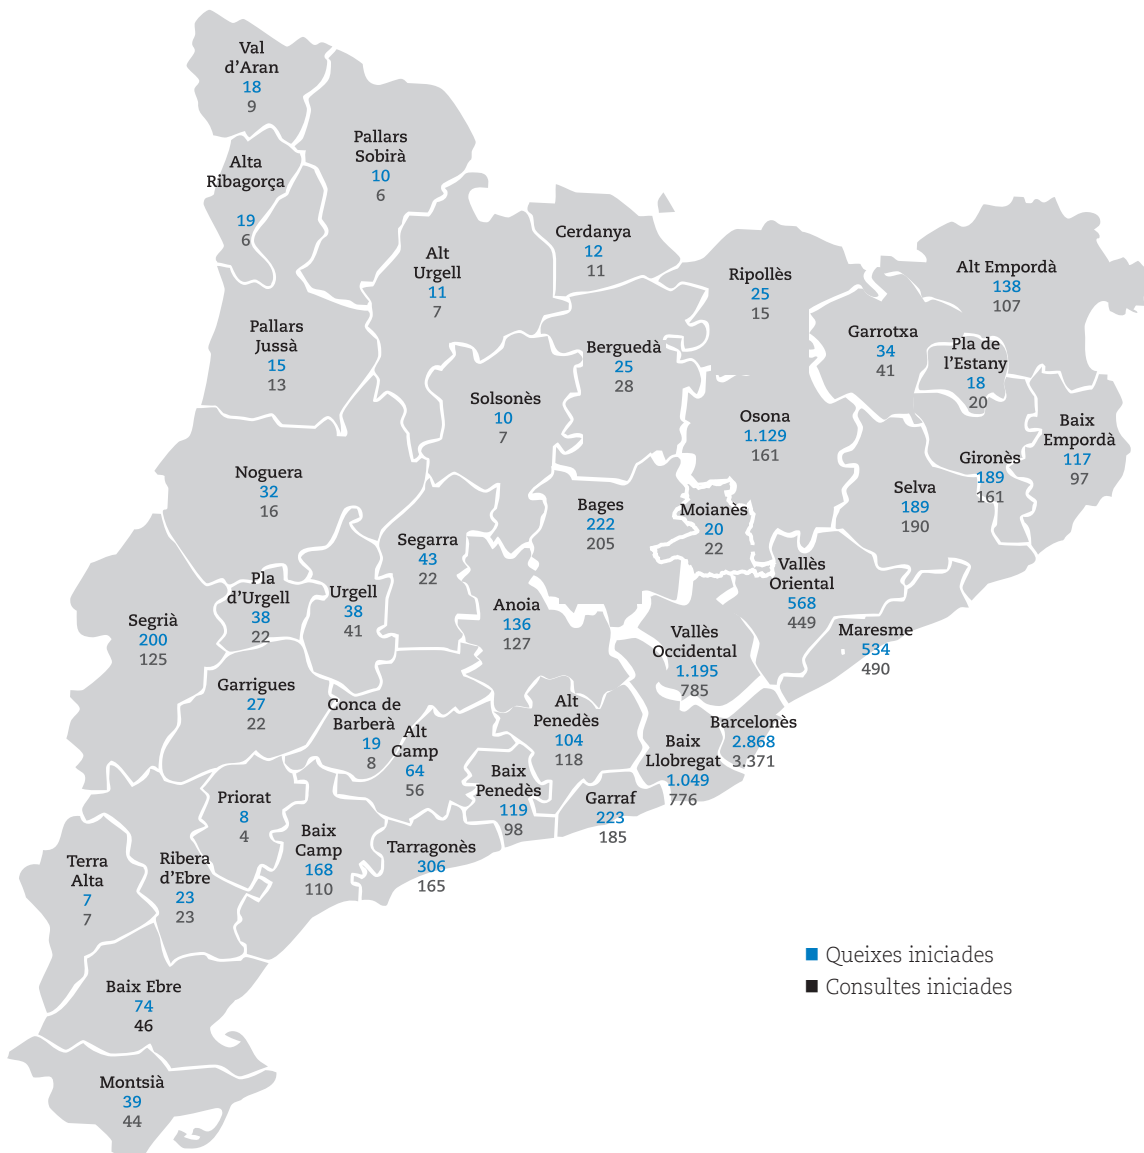 Val
d'Aran
18
9
Pallars
Sobirà
10
6
Alta
Ribagorça
19
6
Cerdanya
12
11
Alt
Urgell
11
7
Ripollès
25
15
Alt Empordà
138
107
Pallars
Jussà
15
13
Garrotxa
34
41
Pla de
l'Estany
18
20
Berguedà
25
28
Solsonès
10
7
Osona
1.129
161
Baix
Empordà
117
97
Gironès
189
161
Noguera
32
16
Selva
189
190
Bages
222
205
Moianès
20
22
Segarra
43
22
Vallès
Oriental
568
449
Pla
d'Urgell
38
22
Urgell
38
41
Anoia
136
127
Segrià
200
125
Vallès
Occidental
1.195
785
Maresme
534
490
Garrigues
27
22
Conca de
Barberà
19
8
Alt
Camp
64
56
Alt
Penedès
104
118
Barcelonès
2.868
3.371
Baix
Llobregat
1.049
776
Baix
Penedès
119
98
Garraf
223
185
Priorat
8
4
Baix
Camp
168
110
Tarragonès
306
165
Terra
Alta
7
7
Ribera
d'Ebre
23
23
Baix Ebre
74
46
Montsià
39
44
Queixes iniciades
Consultes iniciades